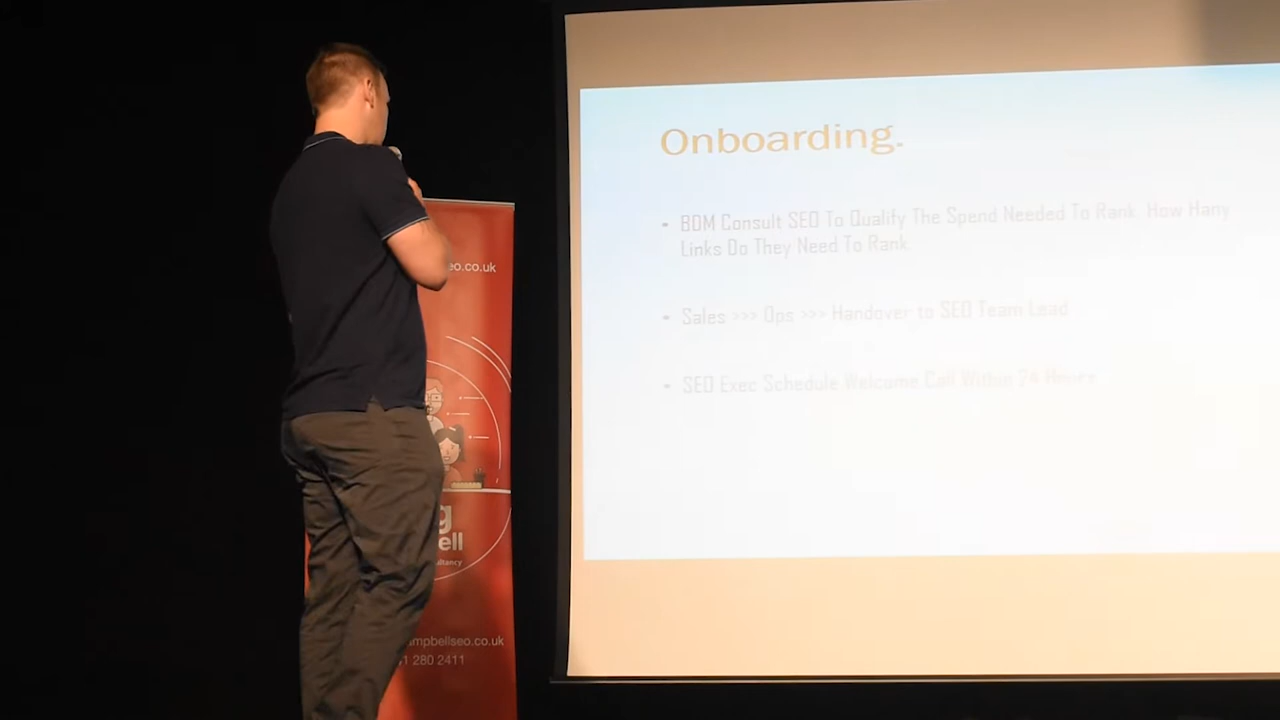 Onboarding.
• BDM Consult SEO To Qualify The Spend Needed To Rank. How Many
Links Do They Need To Rank.
• Sales >>> Ops >>> Handover to SEO Team Lead
• SEO Exec Schedule Welcome Call Within 24 Hours
eo.co.uk
g
ell
ultancy
mpbellseo.co.uk
1 280 2411